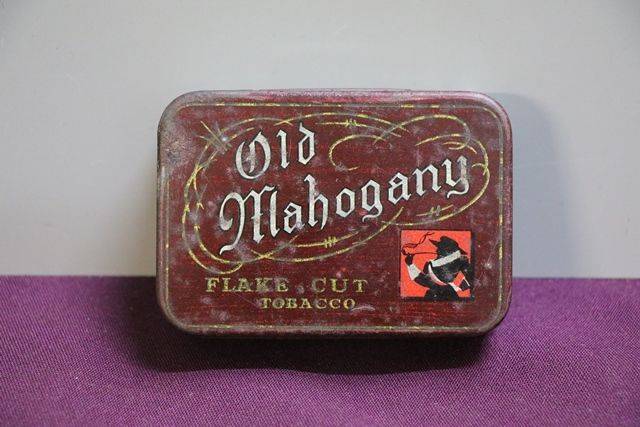 Old
Mahogany
FLAKE CUT
TOBACCO